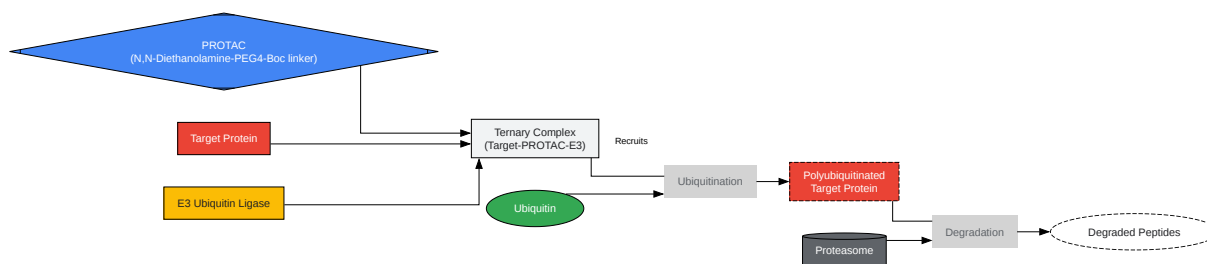 PROTAC
(N,N-Diethanolamine-PEG4-Boc linker)
Target Protein
Ternary Complex
(Target-PROTAC-E3)
Recruits
E3 Ubiquitin Ligase
Ubiquitin
Ubiquitination
Polyubiquitinated
Target Protein
Proteasome
Degradation
Degraded Peptides